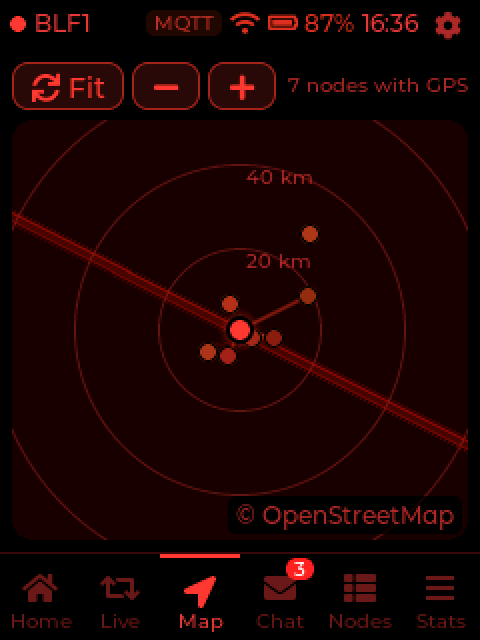 BLF1 MQTT 87% 16:36
Fit − + 7 nodes with GPS
40 km
20 km
© OpenStreetMap
3
Home Live Map Chat Nodes Stats